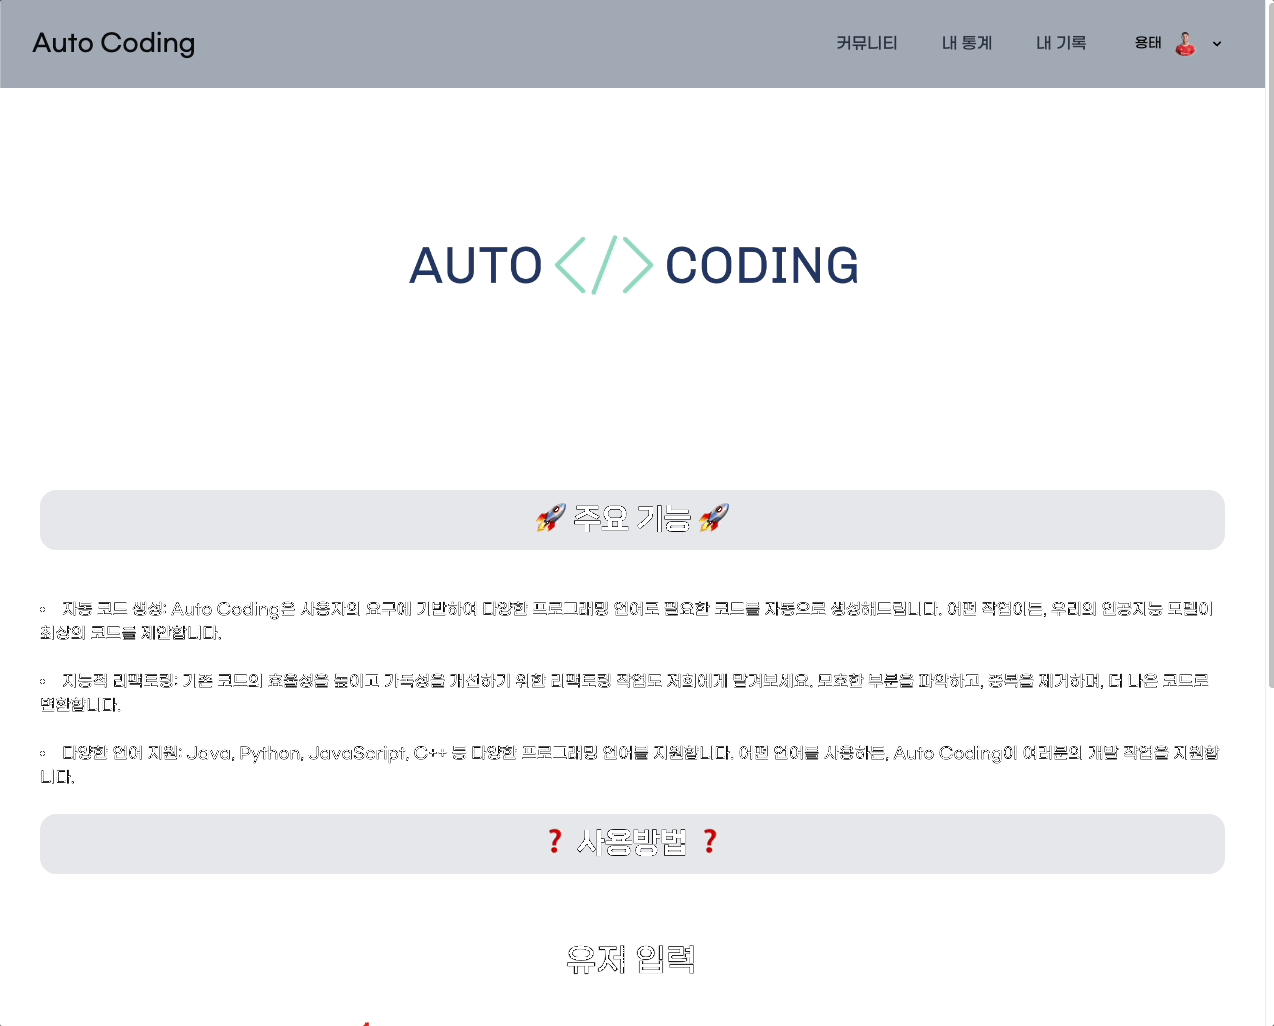 Auto Coding
커뮤니티 내 통계 내 기록 용태
AUTO </> CODING
🚀 주요 기능 🚀
• 자동 코드 생성: Auto Coding은 사용자의 요구에 기반하여 다양한 프로그래밍 언어로 필요한 코드를 자동으로 생성해드립니다. 어떤 작업이든, 우리의 인공지능 모델이
최상의 코드를 제안합니다.
• 지능적 리팩토링: 기존 코드의 효율성을 높이고 가독성을 개선하기 위한 리팩토링 작업도 저희에게 맡겨보세요. 모호한 부분을 파악하고, 중복을 제거하며, 더 나은 코드로
변환합니다.
• 다양한 언어 지원: Java, Python, JavaScript, C++ 등 다양한 프로그래밍 언어를 지원합니다. 어떤 언어를 사용하든, Auto Coding이 여러분의 개발 작업을 지원합
니다.
❓ 사용방법 ❓
유저 입력